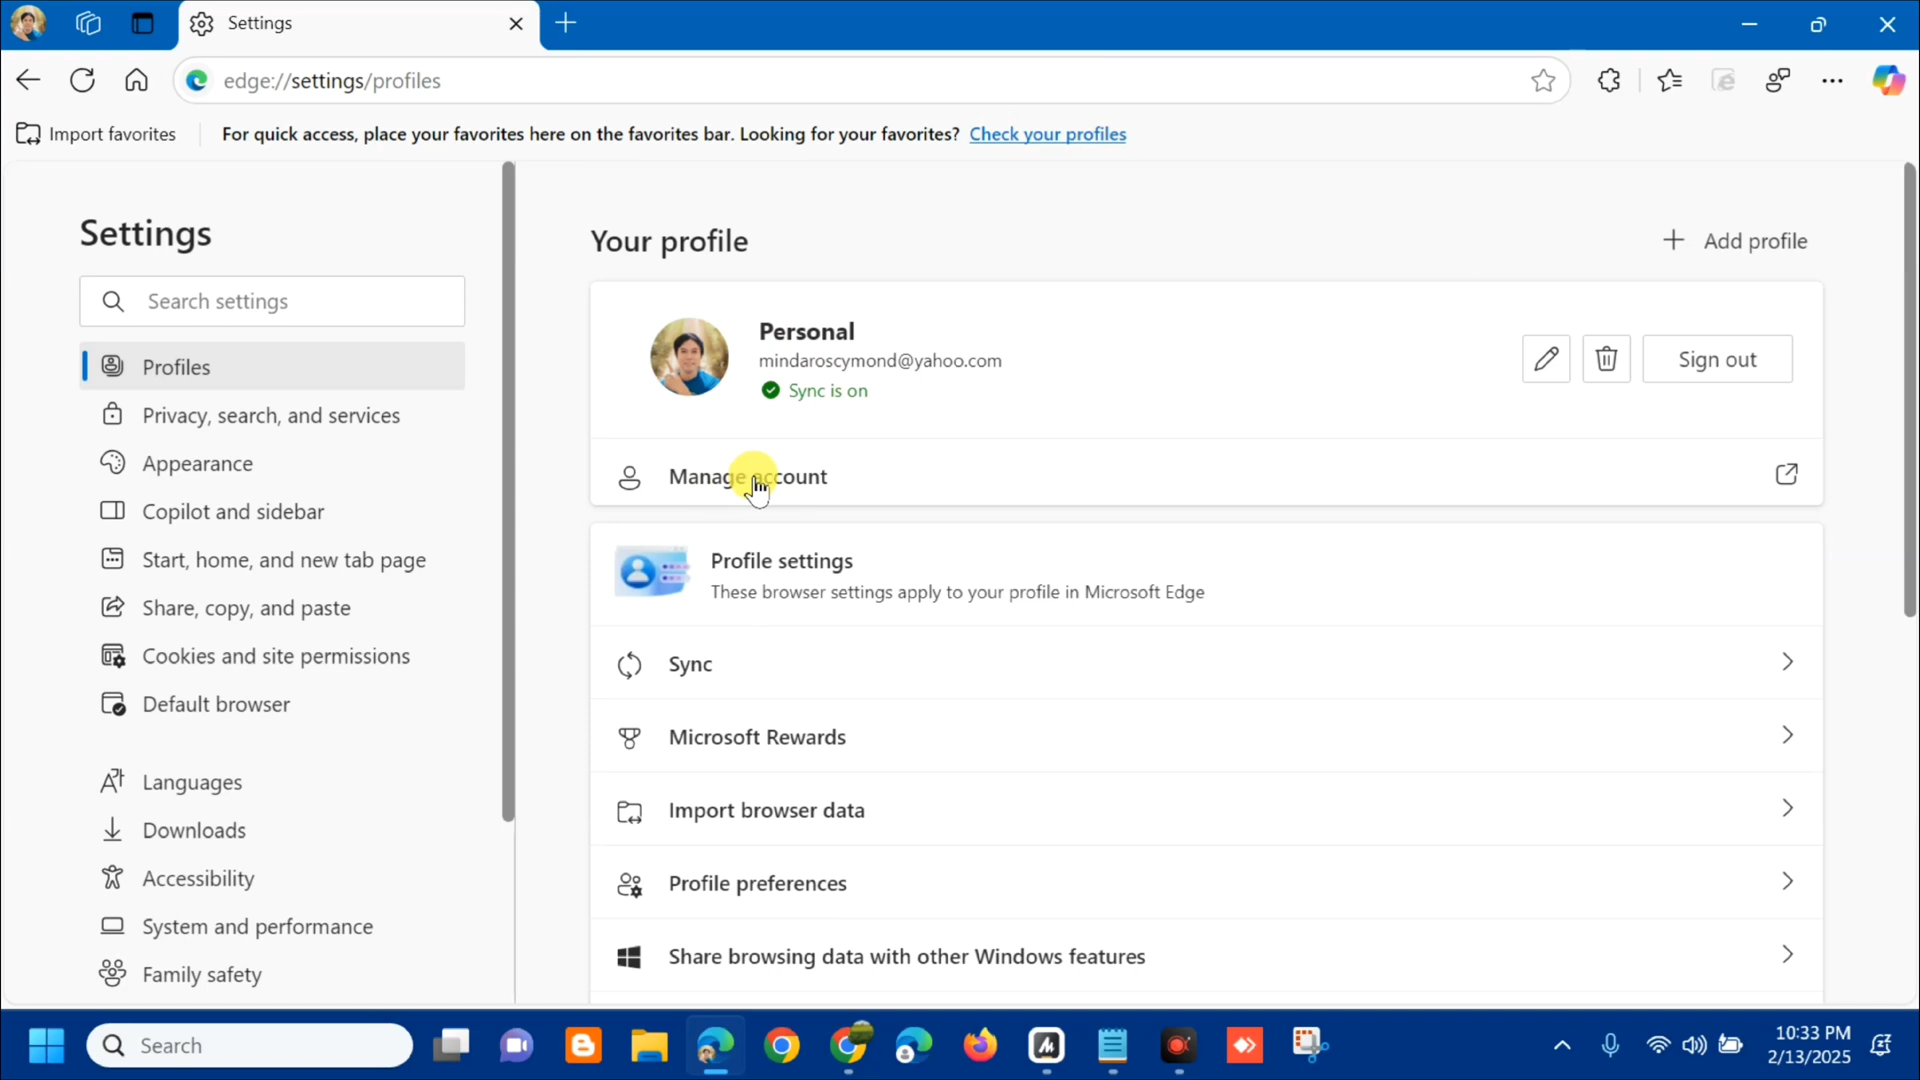 Settings
edge://settings/profiles
Import favorites
For quick access, place your favorites here on the favorites bar. Looking for your favorites? Check your profiles
Settings
Search settings
Profiles
Privacy, search, and services
Appearance
Copilot and sidebar
Start, home, and new tab page
Share, copy, and paste
Cookies and site permissions
Default browser
Languages
Downloads
Accessibility
System and performance
Family safety
Your profile
Add profile
Personal
mindaroscymond@yahoo.com
Sync is on
Sign out
Manage account
Profile settings
These browser settings apply to your profile in Microsoft Edge
Sync
Microsoft Rewards
Import browser data
Profile preferences
Share browsing data with other Windows features
Search
10:33 PM
2/13/2025